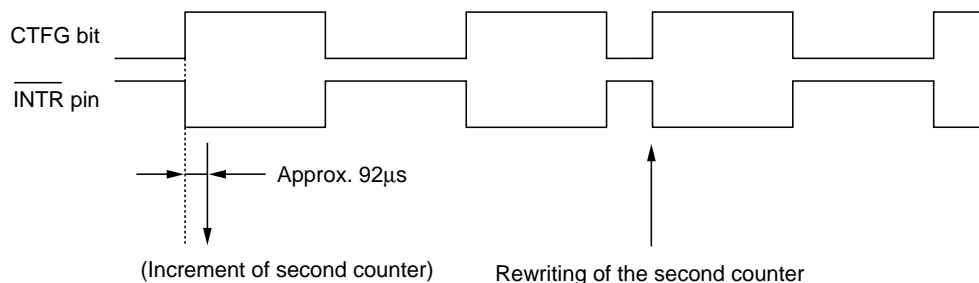 CTFG bit
INTR pin
Approx. 92μs
(Increment of second counter)
Rewriting of the second counter